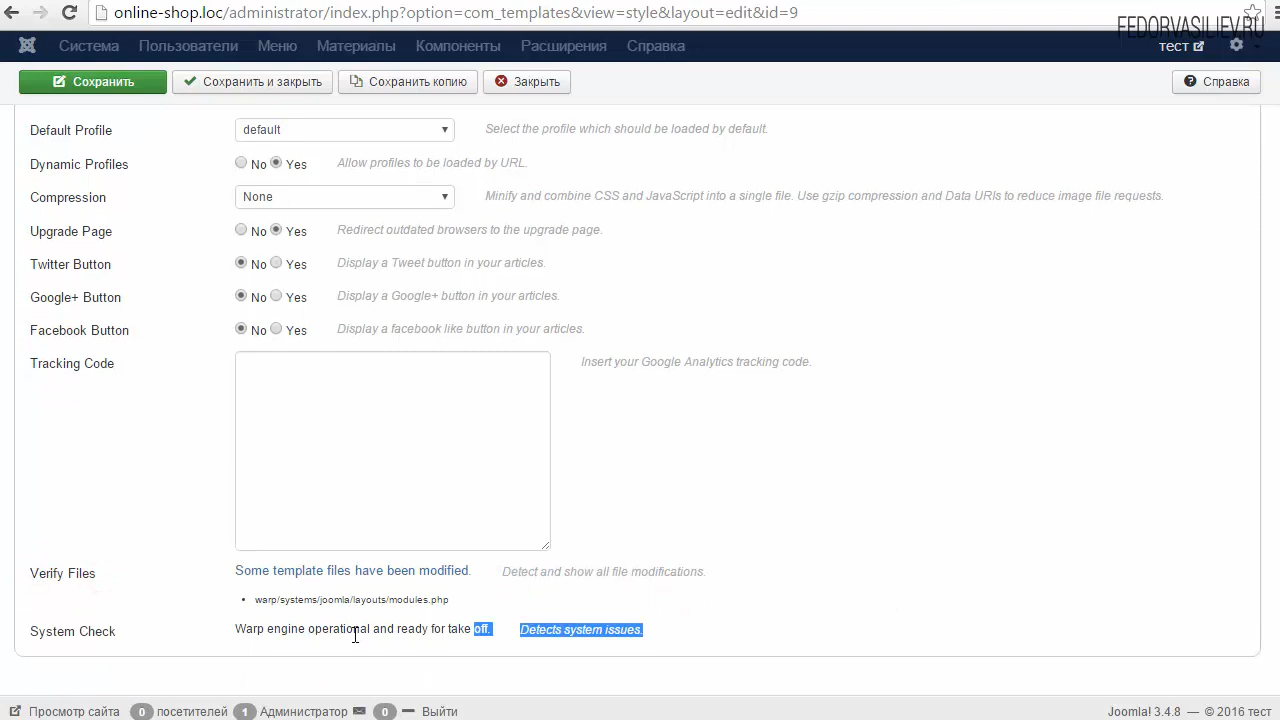 online-shop.loc/administrator/index.php?option=com_templates&view=style&layout=edit&id=9
FEDORVASILIEV.RU
Система Пользователи Меню Материалы Компоненты Расширения Справка тест
Сохранить Сохранить и закрыть Сохранить копию Закрыть Справка
Default Profile default Select the profile which should be loaded by default.
Dynamic Profiles No Yes Allow profiles to be loaded by URL.
Compression None Minify and combine CSS and JavaScript into a single file. Use gzip compression and Data URIs to reduce image file requests.
Upgrade Page No Yes Redirect outdated browsers to the upgrade page.
Twitter Button No Yes Display a Tweet button in your articles.
Google+ Button No Yes Display a Google+ button in your articles.
Facebook Button No Yes Display a facebook like button in your articles.
Tracking Code Insert your Google Analytics tracking code.
Verify Files Some template files have been modified. Detect and show all file modifications.
• warp/systems/joomla/layouts/modules.php
System Check Warp engine operational and ready for take off. Detects system issues.
Просмотр сайта 0 посетителей 1 Администратор 0 Выйти Joomla! 3.4.8 — © 2016 тест